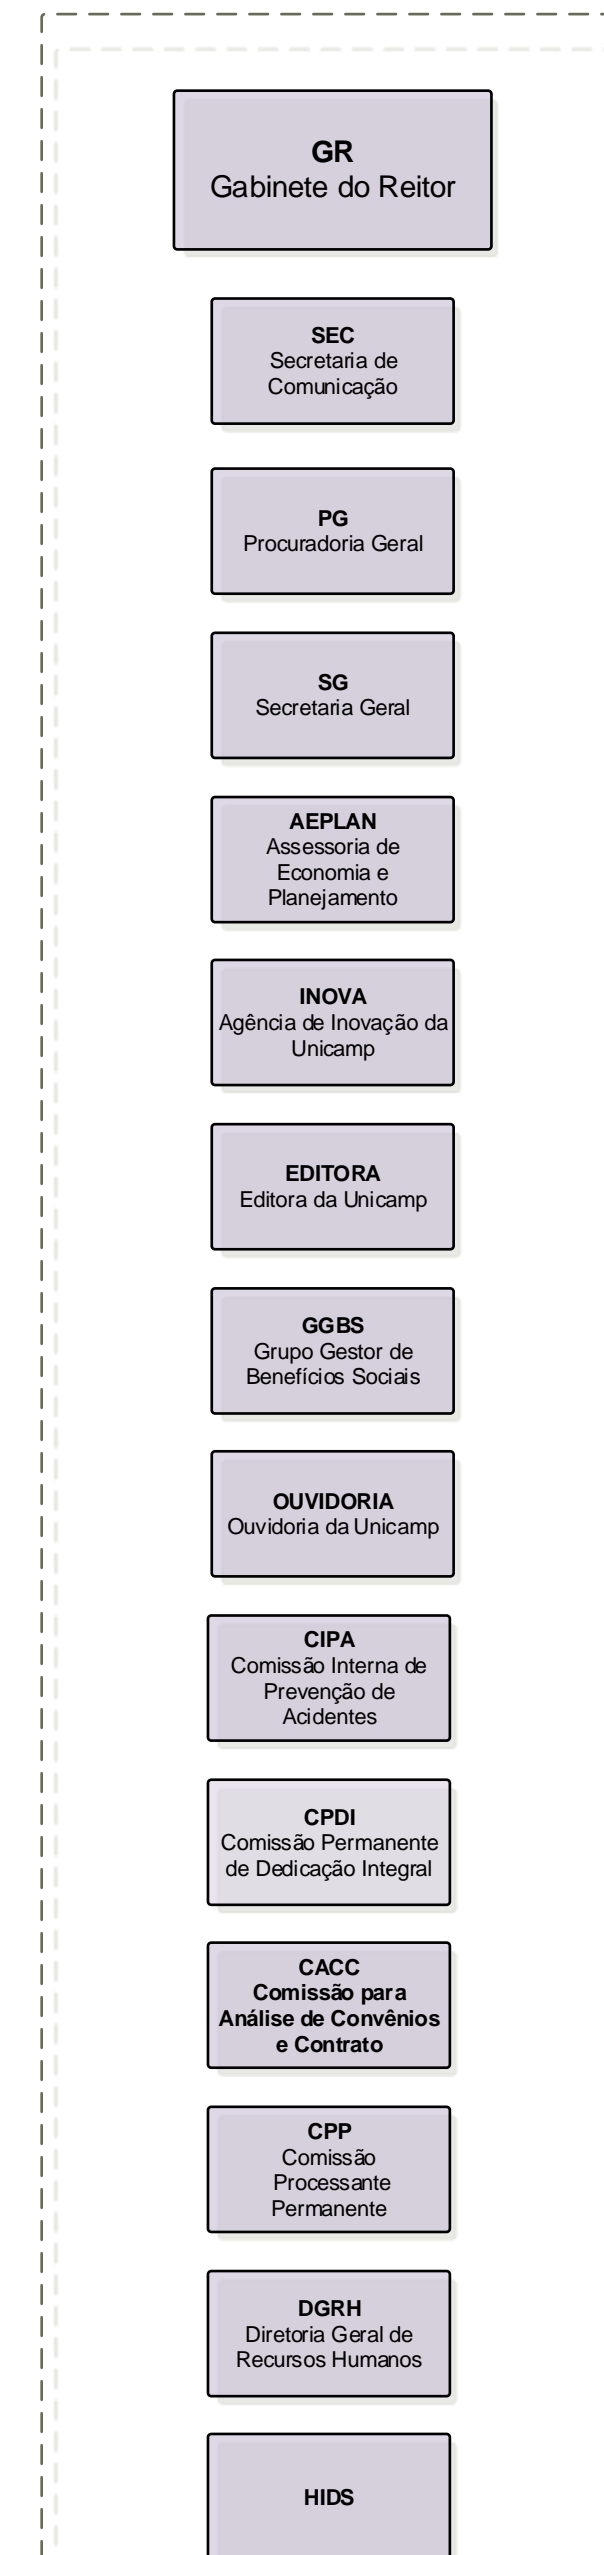 GR
Gabinete do Reitor
SEC
Secretaria de
Comunicação
PG
Procuradoria Geral
SG
Secretaria Geral
AEPLAN
Assessoria de
Economia e
Planejamento
INOVA
Agência de Inovação da
Unicamp
EDITORA
Editora da Unicamp
GGBS
Grupo Gestor de
Benefícios Sociais
OUVIDORIA
Ouvidoria da Unicamp
CIPA
Comissão Interna de
Prevenção de
Acidentes
CPDI
Comissão Permanente
de Dedicação Integral
CACC
Comissão para
Análise de Convênios
e Contrato
CPP
Comissão
Processante
Permanente
DGRH
Diretoria Geral de
Recursos Humanos
HIDS